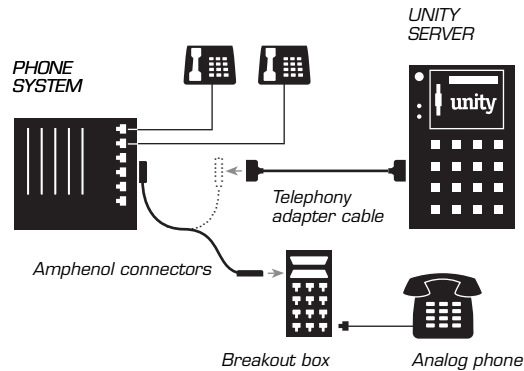 UNITY
SERVER
PHONE
SYSTEM
unity
Telephony
adapter cable
Amphenol connectors
Breakout box
Analog phone